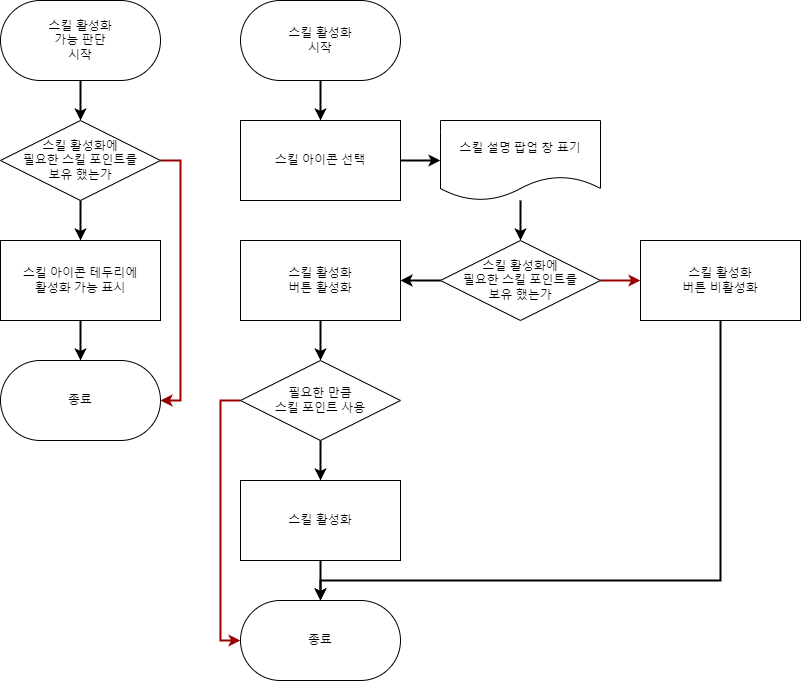 스킬 활성화
가능 판단
시작
스킬 활성화에
필요한 스킬 포인트를
보유 했는가
스킬 아이콘 테두리에
활성화 가능 표시
종료
스킬 활성화
시작
스킬 아이콘 선택
스킬 설명 팝업 창 표기
스킬 활성화에
필요한 스킬 포인트를
보유 했는가
스킬 활성화
버튼 활성화
스킬 활성화
버튼 비활성화
필요한 만큼
스킬 포인트 사용
스킬 활성화
종료